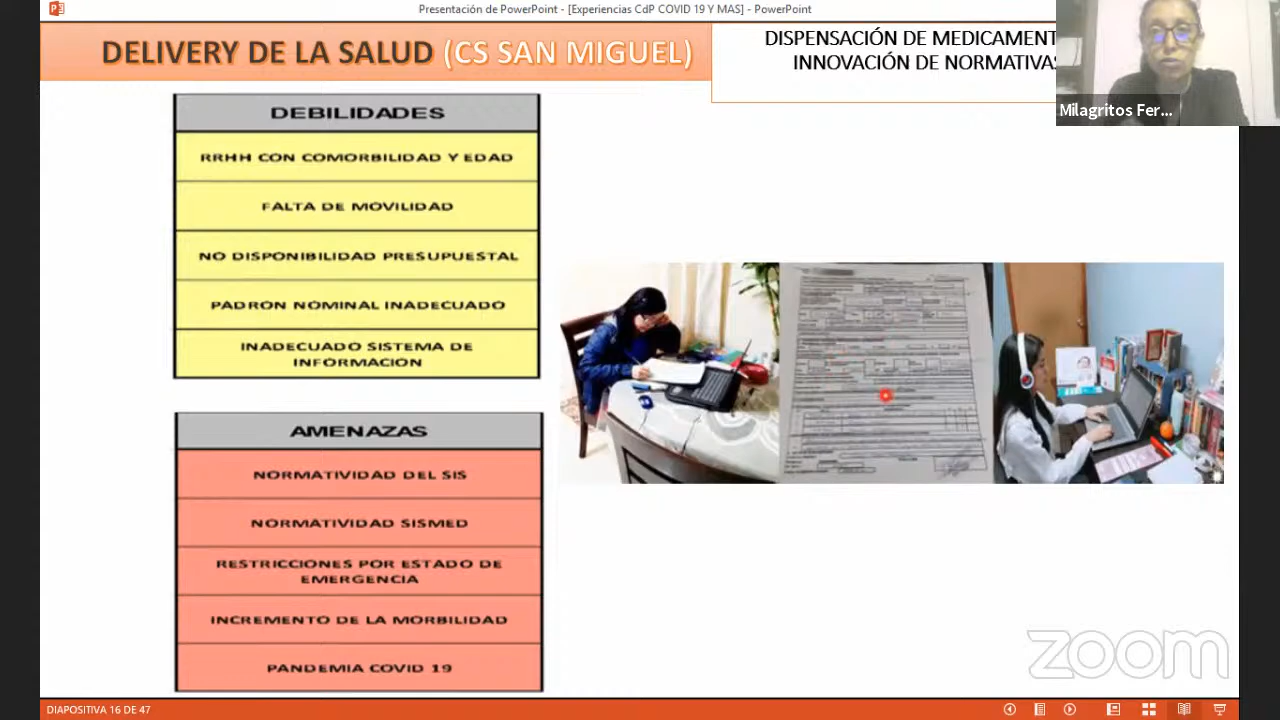 Presentación de PowerPoint - [Experiencias CdP COVID 19 Y MAS] - PowerPoint
DELIVERY DE LA SALUD (CS SAN MIGUEL)
DISPENSACIÓN DE MEDICAMENT
INNOVACIÓN DE NORMATIVAS
Milagritos Fer...
DEBILIDADES
RRHH CON COMORBILIDAD Y EDAD
FALTA DE MOVILIDAD
NO DISPONIBILIDAD PRESUPUESTAL
PADRON NOMINAL INADECUADO
INADECUADO SISTEMA DE
INFORMACION
AMENAZAS
NORMATIVIDAD DEL SIS
NORMATIVIDAD SISMED
RESTRICCIONES POR ESTADO DE
EMERGENCIA
INCREMENTO DE LA MORBILIDAD
PANDEMIA COVID 19
zoom
DIAPOSITIVA 16 DE 47